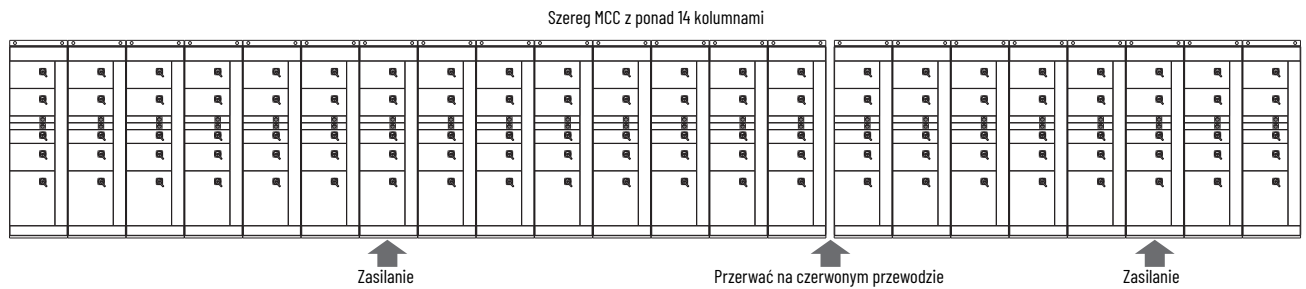 Szereg MCC z ponad 14 kolumnami
Zasilanie
Przerwać na czerwonym przewodzie
Zasilanie